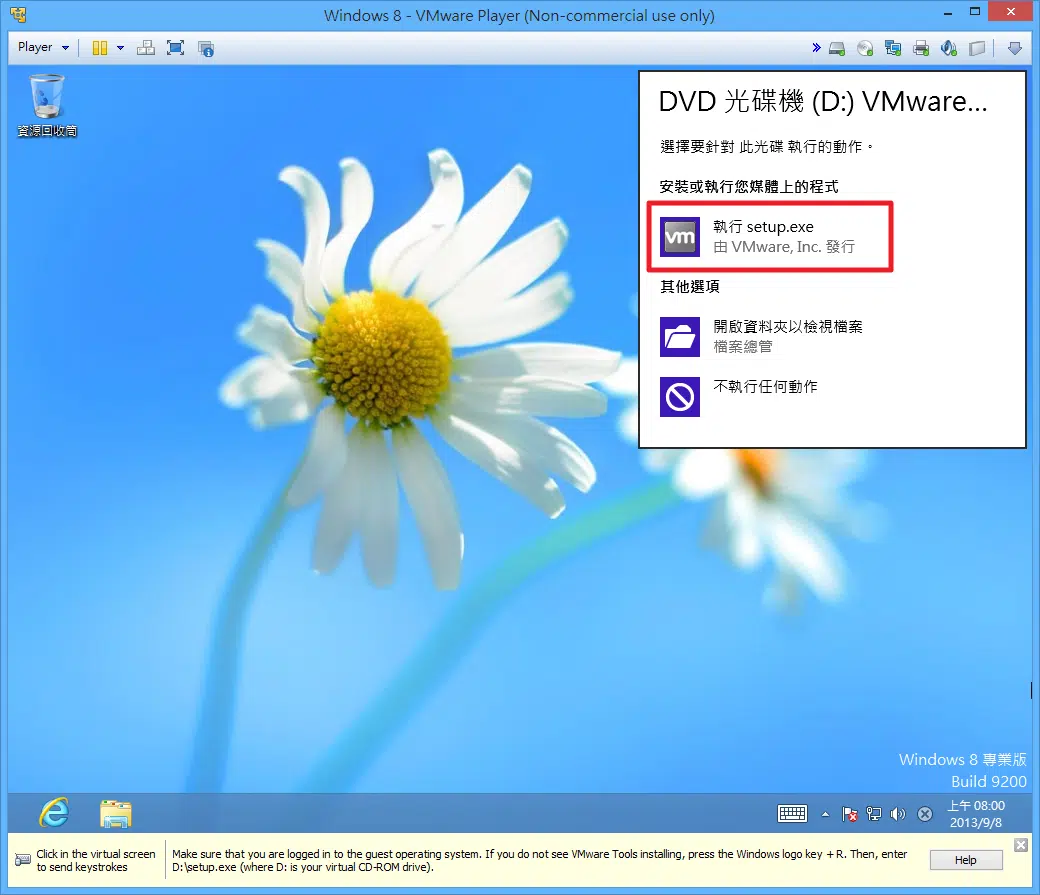 Windows 8 - VMware Player (Non-commercial use only)
Player
資源回收筒
DVD 光碟機 (D:) VMware...
選擇要針對 此光碟 執行的動作。
安裝或執行您媒體上的程式
vm
執行 setup.exe
由 VMware, Inc. 發行
其他選項
開啟資料夾以檢視檔案
檔案總管
不執行任何動作
Windows 8 專業版
Build 9200
上午 08:00
2013/9/8
Click in the virtual screen
to send keystrokes
Make sure that you are logged in to the guest operating system. If you do not see VMware Tools installing, press the Windows logo key + R. Then, enter
D:\setup.exe (where D: is your virtual CD-ROM drive).
Help